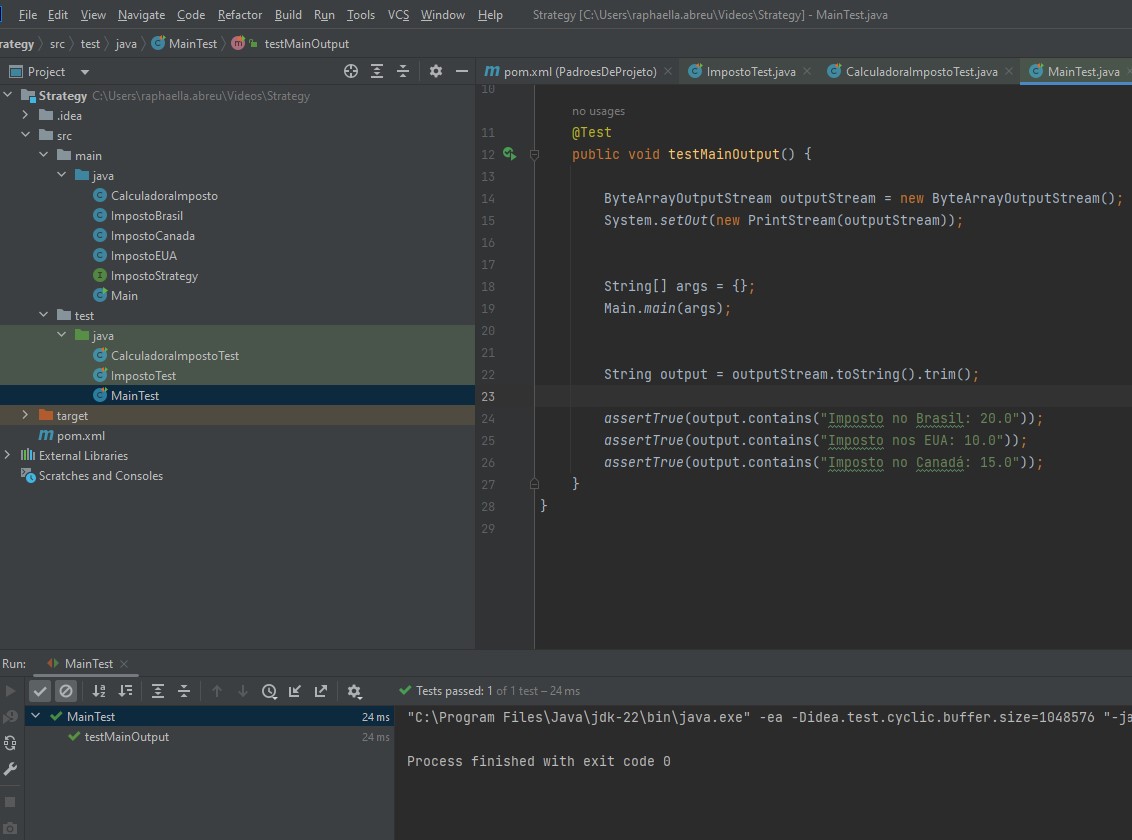 File Edit View Navigate Code Refactor Build Run Tools VCS Window Help Strategy [C:\Users\raphaella.abreu\Videos\Strategy] - MainTest.java
rategy src test java MainTest testMainOutput
Project
pom.xml (PadroesDeProjeto) ImpostoTest.java CalculadoraImpostoTest.java MainTest.java
Strategy C:\Users\raphaella.abreu\Videos\Strategy
.idea
src
main
java
CalculadoraImposto
ImpostoBrasil
ImpostoCanada
ImpostoEUA
ImpostoStrategy
Main
test
java
CalculadoraImpostoTest
ImpostoTest
MainTest
target
pom.xml
External Libraries
Scratches and Consoles
10
no usages
11 @Test
12 public void testMainOutput() {
13
14 ByteArrayOutputStream outputStream = new ByteArrayOutputStream();
15 System.setOut(new PrintStream(outputStream));
16
17
18 String[] args = {};
19 Main.main(args);
20
21
22 String output = outputStream.toString().trim();
23
24 assertTrue(output.contains("Imposto no Brasil: 20.0"));
25 assertTrue(output.contains("Imposto nos EUA: 10.0"));
26 assertTrue(output.contains("Imposto no Canadá: 15.0"));
27 }
28 }
29
Run: MainTest
Tests passed: 1 of 1 test – 24 ms
MainTest 24 ms
testMainOutput 24 ms
"C:\Program Files\Java\jdk-22\bin\java.exe" -ea -Didea.test.cyclic.buffer.size=1048576 "-ja
Process finished with exit code 0